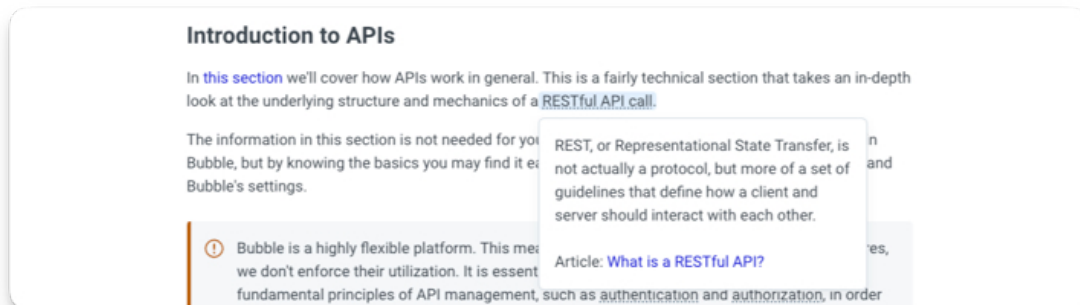 Introduction to APIs
In this section we'll cover how APIs work in general. This is a fairly technical section that takes an in-depth
look at the underlying structure and mechanics of a RESTful API call.
The information in this section is not needed for
Bubble, but by knowing the basics you may find it and
Bubble's settings.
REST, or Representational State Transfer, is
not actually a protocol, but more of a set of
guidelines that define how a client and
server should interact with each other.
Article: What is a RESTful API?
Bubble is a highly flexible platform. This
we don't enforce their utilization. It is
fundamental principles of API management, such as authentication and authorization, in order